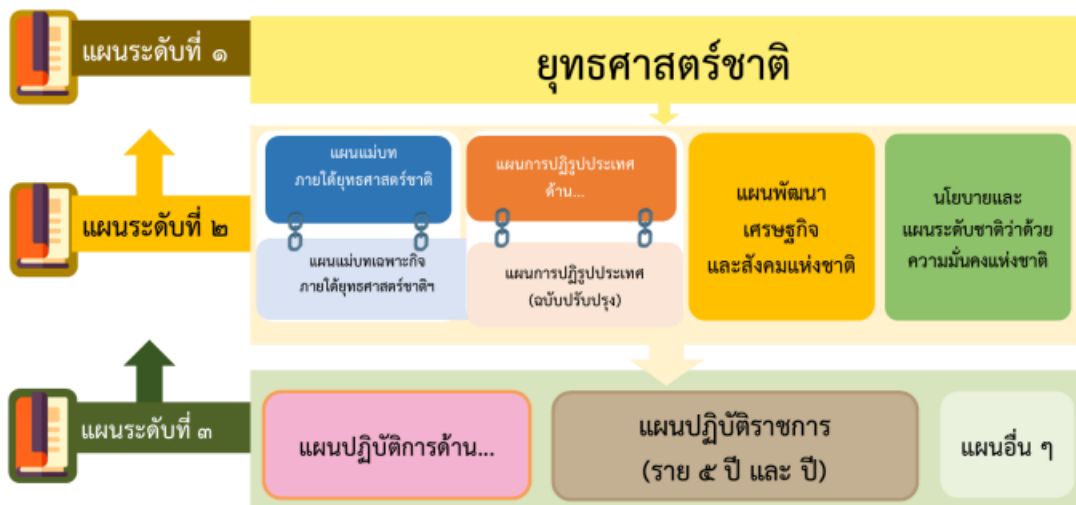 แผนระดับที่ ๑
ยุทธศาสตร์ชาติ
แผนระดับที่ ๒
แผนแม่บท
ภายใต้ยุทธศาสตร์ชาติ
แผนแม่บทเฉพาะกิจ
ภายใต้ยุทธศาสตร์ชาติฯ
แผนการปฏิรูปประเทศ
ด้าน...
แผนการปฏิรูปประเทศ
(ฉบับปรับปรุง)
แผนพัฒนา
เศรษฐกิจ
และสังคมแห่งชาติ
นโยบายและ
แผนระดับชาติว่าด้วย
ความมั่นคงแห่งชาติ
แผนระดับที่ ๓
แผนปฏิบัติการด้าน...
แผนปฏิบัติราชการ
(ราย ๕ ปี และ ปี)
แผนอื่น ๆ